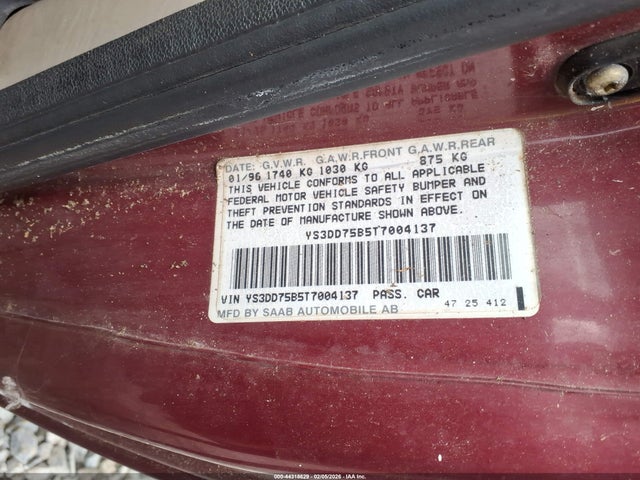 DATE: G.V.W.R. G.A.W.R.FRONT G.A.W.R.REAR
01/96 1740 KG 1030 KG 875 KG
THIS VEHICLE CONFORMS TO ALL APPLICABLE
FEDERAL MOTOR VEHICLE SAFETY BUMPER AND
THEFT PREVENTION STANDARDS IN EFFECT ON
THE DATE OF MANUFACTURE SHOWN ABOVE.
YS3DD75B5T7004137
VIN YS3DD75B5T7004137 PASS. CAR
MFD BY SAAB AUTOMOBILE AB 47 25 412
000-44318629 - 02/05/2026 - IAA Inc.